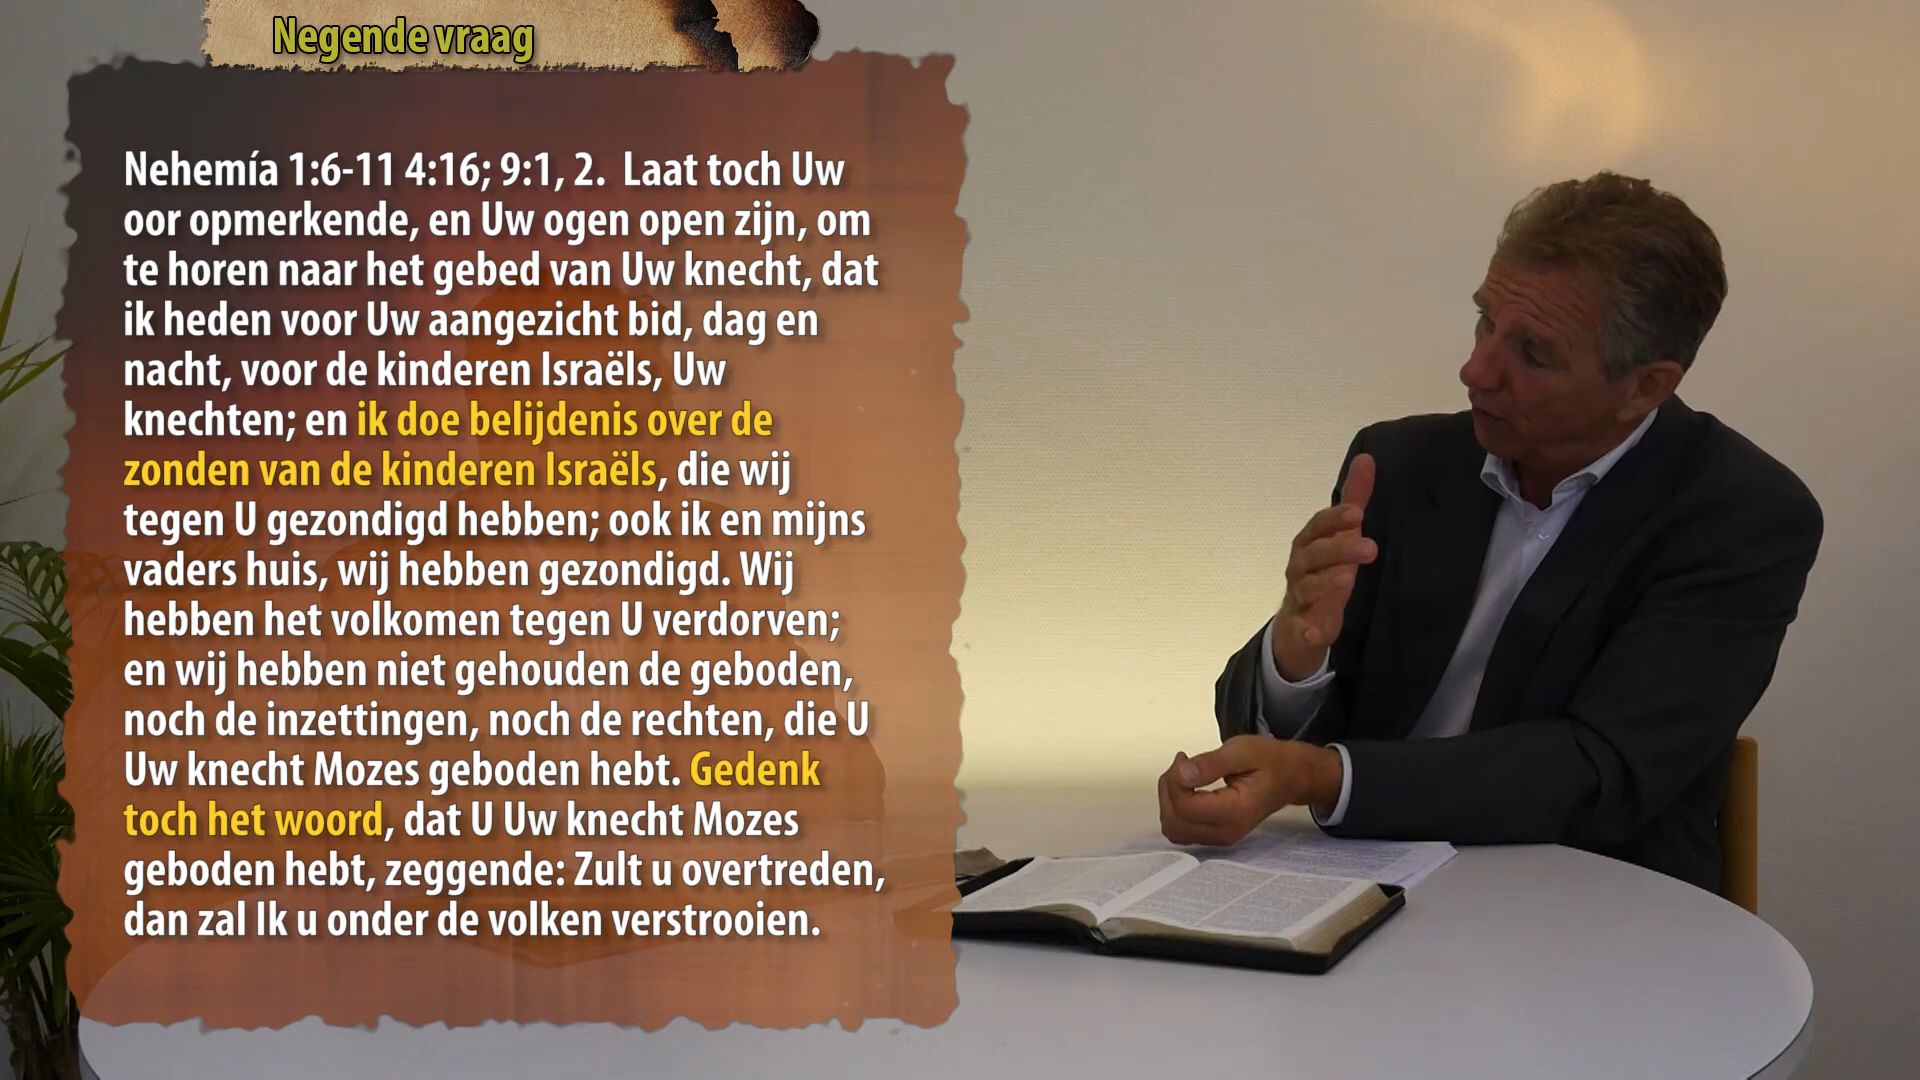 Negende vraag
Nehemía 1:6-11 4:16; 9:1, 2. Laat toch Uw
oor opmerkende, en Uw ogen open zijn, om
te horen naar het gebed van Uw knecht, dat
ik heden voor Uw aangezicht bid, dag en
nacht, voor de kinderen Israëls, Uw
knechten; en ik doe belijdenis over de
zonden van de kinderen Israëls, die wij
tegen U gezondigd hebben; ook ik en mijns
vaders huis, wij hebben gezondigd. Wij
hebben het volkomen tegen U verdorven;
en wij hebben niet gehouden de geboden,
noch de inzettingen, noch de rechten, die U
Uw knecht Mozes geboden hebt. Gedenk
toch het woord, dat U Uw knecht Mozes
geboden hebt, zeggende: Zult u overtreden,
dan zal Ik u onder de volken verstrooien.